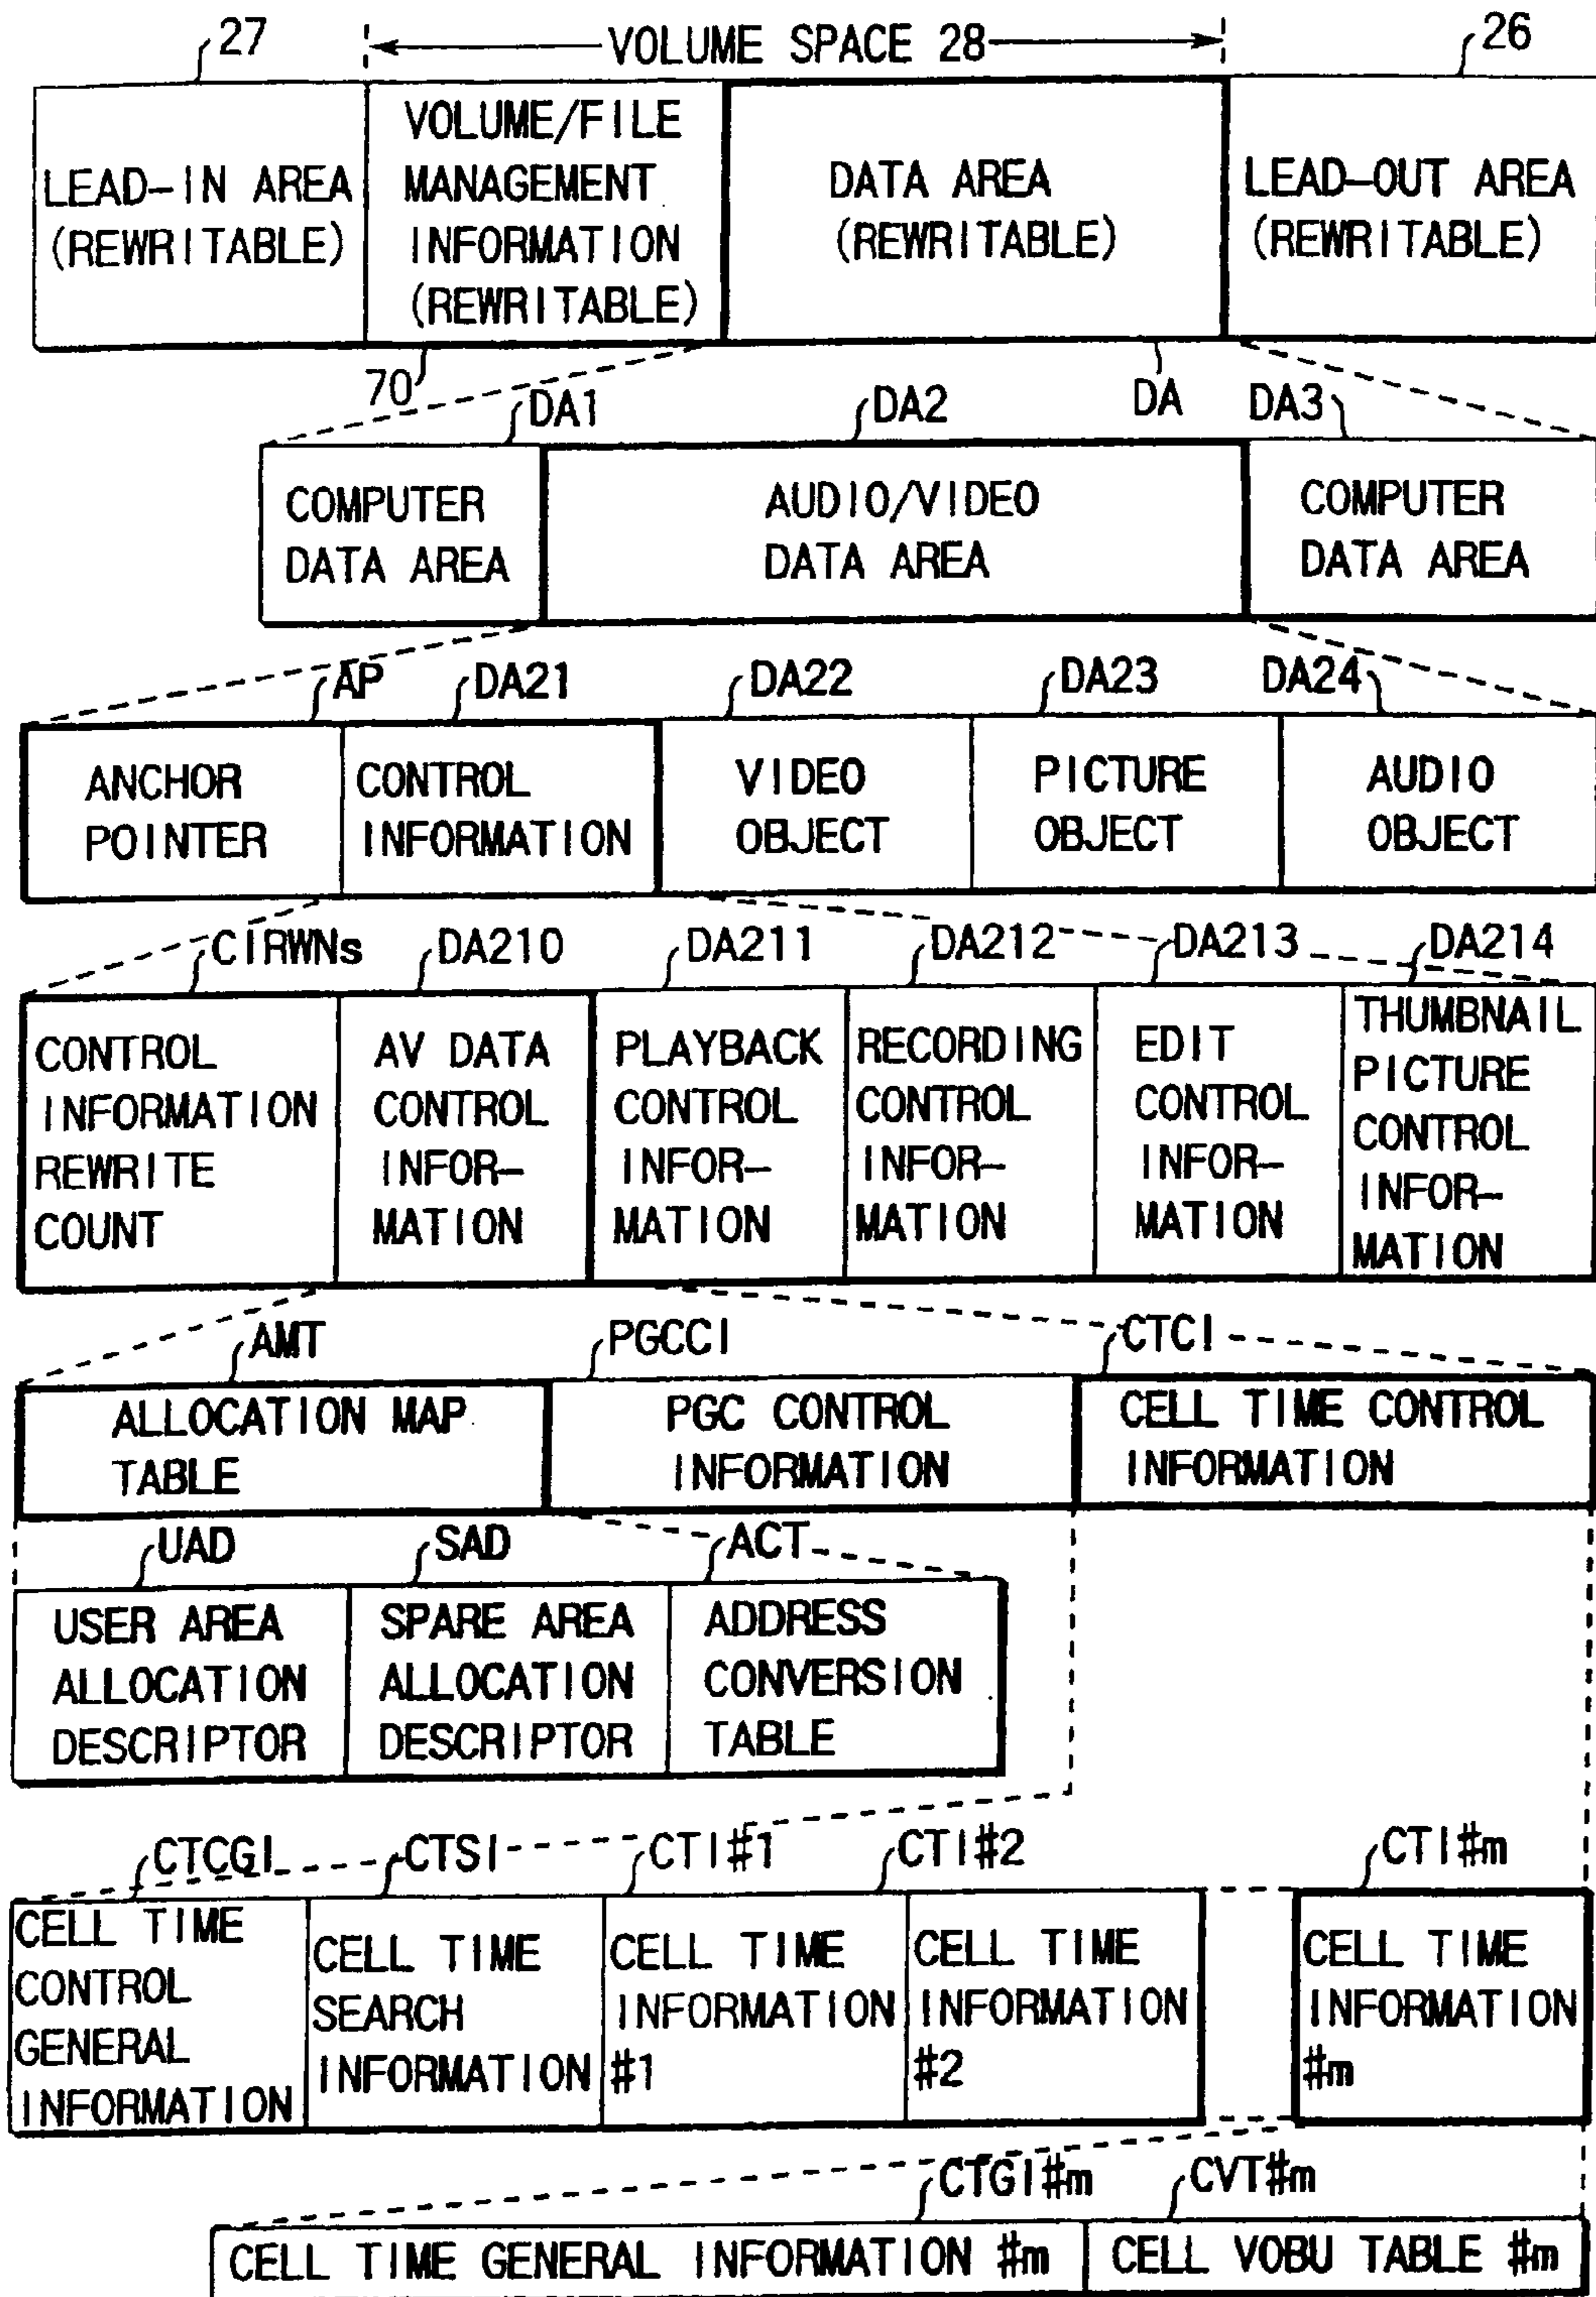 27
VOLUME SPACE 28
26
LEAD-IN AREA
(REWRITABLE)
VOLUME/FILE
MANAGEMENT
INFORMATION
(REWRITABLE)
DATA AREA
(REWRITABLE)
LEAD-OUT AREA
(REWRITABLE)
70
DA
DA1
DA2
DA3
COMPUTER
DATA AREA
AUDIO/VIDEO
DATA AREA
COMPUTER
DATA AREA
AP
DA21
DA22
DA23
DA24
ANCHOR
POINTER
CONTROL
INFORMATION
VIDEO
OBJECT
PICTURE
OBJECT
AUDIO
OBJECT
CIRWNs
DA210
DA211
DA212
DA213
DA214
CONTROL
INFORMATION
REWRITE
COUNT
AV DATA
CONTROL
INFOR-
MATION
PLAYBACK
CONTROL
INFOR-
MATION
RECORDING
CONTROL
INFOR-
MATION
EDIT
CONTROL
INFOR-
MATION
THUMBNAIL
PICTURE
CONTROL
INFOR-
MATION
AMT
PGCCI
CTCI
ALLOCATION MAP
TABLE
PGC CONTROL
INFORMATION
CELL TIME CONTROL
INFORMATION
UAD
SAD
ACT
USER AREA
ALLOCATION
DESCRIPTOR
SPARE AREA
ALLOCATION
DESCRIPTOR
ADDRESS
CONVERSION
TABLE
CTCGI
CTSI
CTI#1
CTI#2
CTI#m
CELL TIME
CONTROL
GENERAL
INFORMATION
CELL TIME
SEARCH
INFORMATION
CELL TIME
INFORMATION
#1
CELL TIME
INFORMATION
#2
CELL TIME
INFORMATION
#m
CTGI#m
CVT#m
CELL TIME GENERAL INFORMATION #m
CELL VOBU TABLE #m